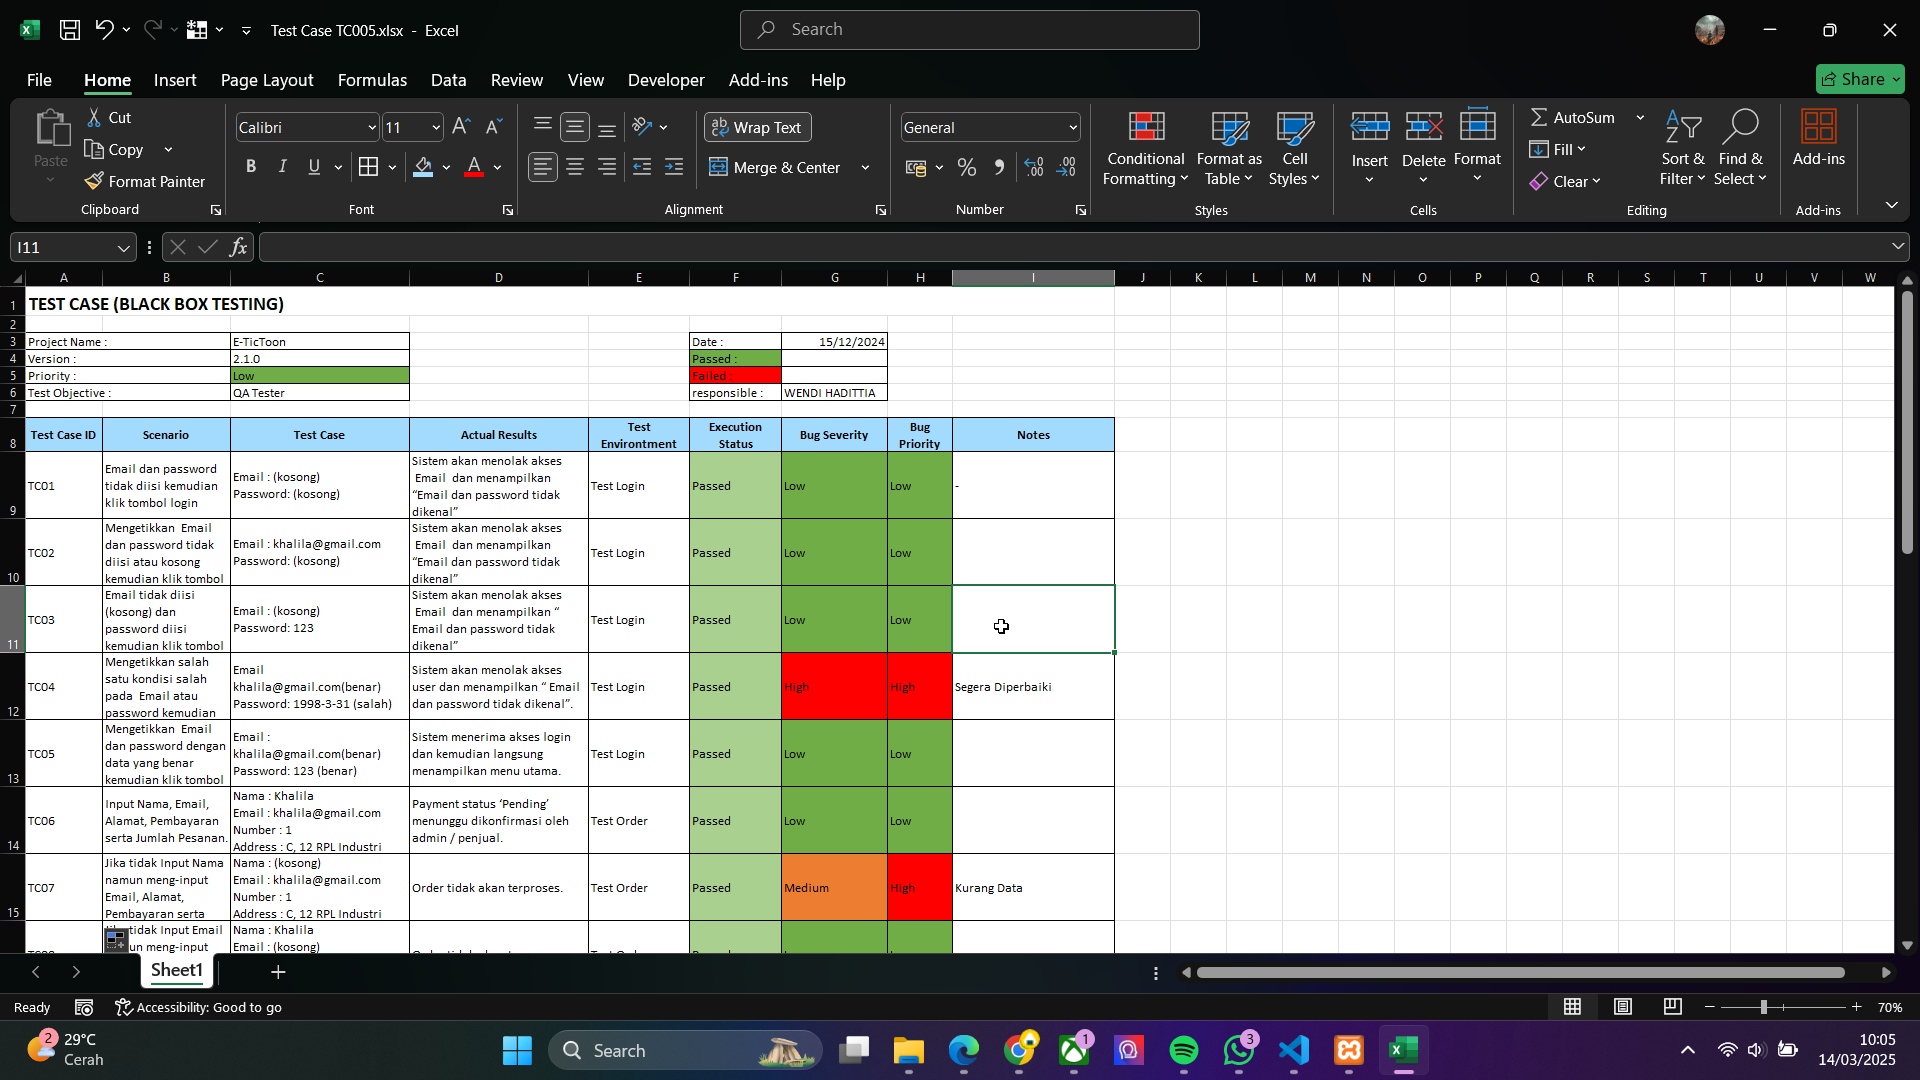 Test Case TC005.xlsx - Excel
Search
File Home Insert Page Layout Formulas Data Review View Developer Add-ins Help
Share
Paste
Cut
Copy
Format Painter
Clipboard
Calibri
11
B I U
Font
Wrap Text
Merge & Center
Alignment
General
Number
Conditional Formatting
Format as Table
Cell Styles
Styles
Insert
Delete
Format
Cells
AutoSum
Fill
Clear
Sort & Filter
Find & Select
Editing
Add-ins
Add-ins
I11
fx
A B C D E F G H I J K L M N O P Q R S T U V W
1 TEST CASE (BLACK BOX TESTING)
2
3 Project Name : E-TicToon Date : 15/12/2024
4 Version : 2.1.0 Passed :
5 Priority : Low Failed :
6 Test Objective : QA Tester responsible : WENDI HADITTIA
7
8 Test Case ID Scenario Test Case Actual Results Test Environtment Execution Status Bug Severity Bug Priority Notes
9 TC01
Email dan password
tidak diisi kemudian
klik tombol login
Email : (kosong)
Password: (kosong)
Sistem akan menolak akses
Email dan menampilkan
“Email dan password tidak
dikenal”
Test Login Passed Low Low -
10 TC02
Mengetikkan Email
dan password tidak
diisi atau kosong
kemudian klik tombol
Email : khalila@gmail.com
Password: (kosong)
Sistem akan menolak akses
Email dan menampilkan
“Email dan password tidak
dikenal”
Test Login Passed Low Low
11 TC03
Email tidak diisi
(kosong) dan
password diisi
kemudian klik tombol
Email : (kosong)
Password: 123
Sistem akan menolak akses
Email dan menampilkan “
Email dan password tidak
dikenal”
Test Login Passed Low Low
12 TC04
Mengetikkan salah
satu kondisi salah
pada Email atau
password kemudian
Email
khalila@gmail.com(benar)
Password: 1998-3-31 (salah)
Sistem akan menolak akses
user dan menampilkan “ Email
dan password tidak dikenal”.
Test Login Passed High High Segera Diperbaiki
13 TC05
Mengetikkan Email
dan password dengan
data yang benar
kemudian klik tombol
Email :
khalila@gmail.com(benar)
Password: 123 (benar)
Sistem menerima akses login
dan kemudian langsung
menampilkan menu utama.
Test Login Passed Low Low
14 TC06
Input Nama, Email,
Alamat, Pembayaran
serta Jumlah Pesanan.
Nama : Khalila
Email : khalila@gmail.com
Number : 1
Address : C, 12 RPL Industri
Payment status ‘Pending’
menunggu dikonfirmasi oleh
admin / penjual.
Test Order Passed Low Low
15 TC07
Jika tidak Input Nama
namun meng-input
Email, Alamat,
Pembayaran serta
Nama : (kosong)
Email : khalila@gmail.com
Number : 1
Address : C, 12 RPL Industri
Order tidak akan terproses.
Test Order Passed Medium High Kurang Data
tidak Input Email
meng-input
Nama : Khalila
Email : (kosong)
Sheet1
Ready
Accessibility: Good to go
70%
2
29°C
Cerah
Search
1
3
10:05
14/03/2025